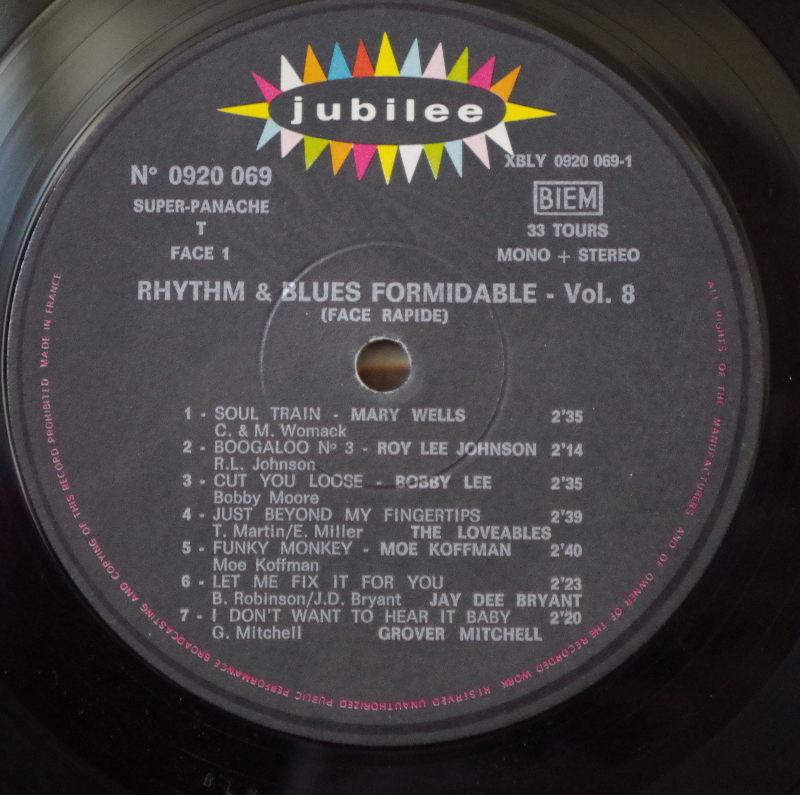 jubilee
Nº 0920 069
XBLY 0920 069-1
SUPER-PANACHE
BIEM
T
33 TOURS
FACE 1
MONO + STEREO
RHYTHM & BLUES FORMIDABLE - Vol. 8
(FACE RAPIDE)
1 - SOUL TRAIN - MARY WELLS 2'35
C. & M. Womack
2 - BOOGALOO Nº 3 - ROY LEE JOHNSON 2'14
R.L. Johnson
3 - CUT YOU LOOSE - BOBBY LEE 2'35
Bobby Moore
4 - JUST BEYOND MY FINGERTIPS 2'39
T. Martin/E. Miller THE LOVEABLES
5 - FUNKY MONKEY - MOE KOFFMAN 2'40
Moe Koffman
6 - LET ME FIX IT FOR YOU 2'23
B. Robinson/J.D. Bryant JAY DEE BRYANT
7 - I DON'T WANT TO HEAR IT BABY 2'20
G. Mitchell GROVER MITCHELL
ALL RIGHTS OF THE MANUFACTURERS AND OF OWNER OF THE RECORDED WORK RESERVED UNAUTHORIZED PUBLIC PERFORMANCE BROADCASTING AND COPYING OF THIS RECORD PROHIBITED MADE IN FRANCE